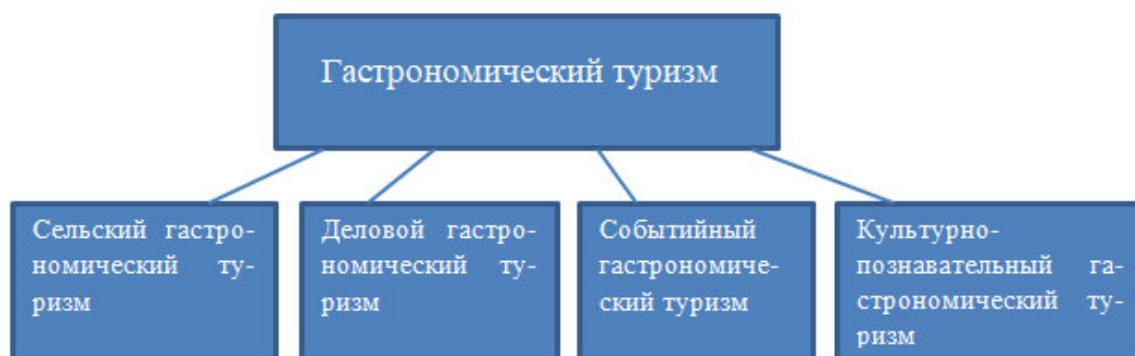 Гастрономический туризм
Сельский гастро-
номический ту-
ризм
Деловой гастро-
номический ту-
ризм
Событийный
гастрономиче-
ский туризм
Культурно-
познавательный га-
строномический ту-
ризм